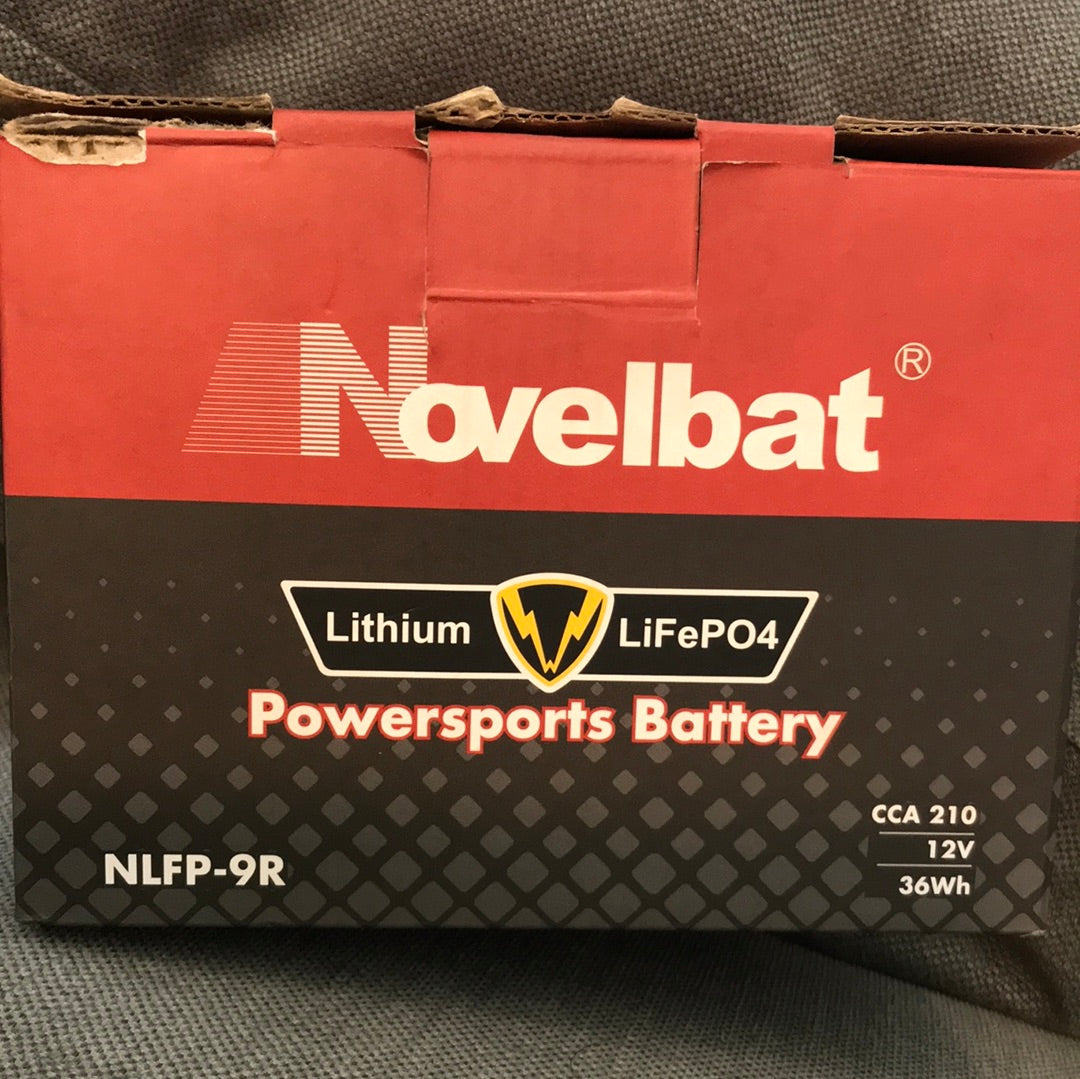 Novelbat ®
Lithium LiFePO4
Powersports Battery
CCA 210
12V
36Wh
NLFP-9R